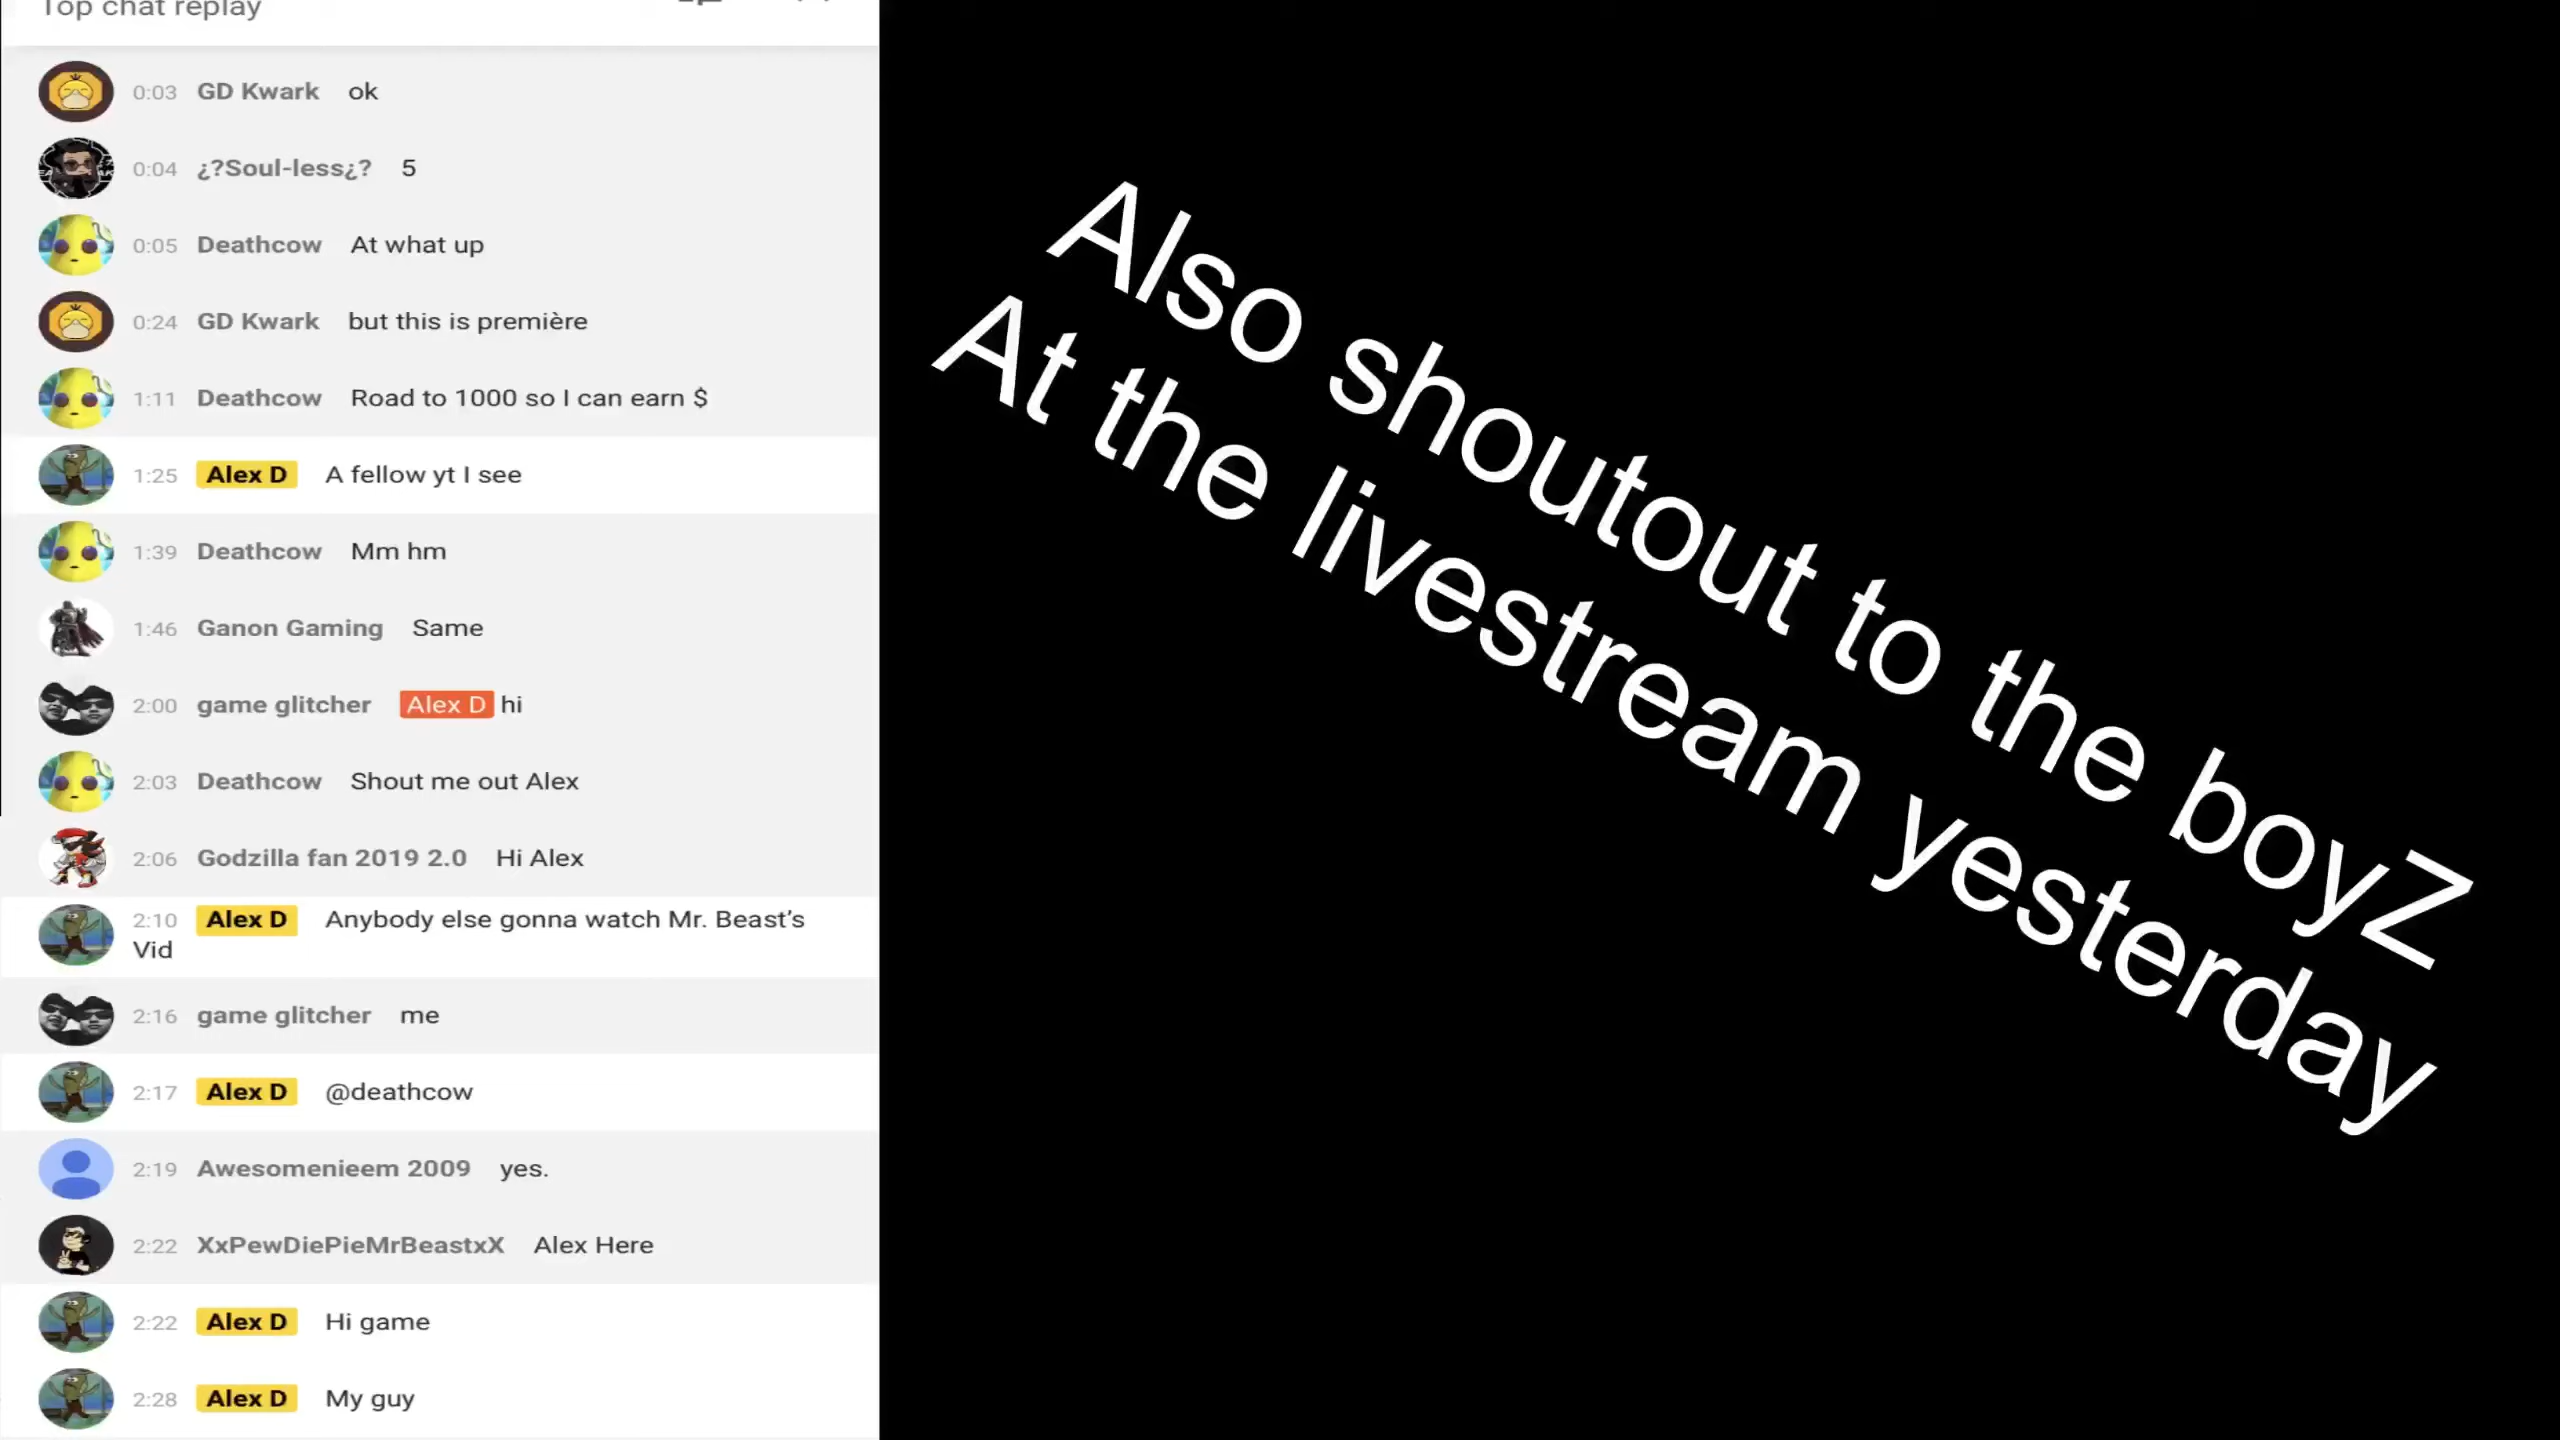 Top chat replay
0:03 GD Kwark ok
0:04 ¿?Soul-less¿? 5
0:05 Deathcow At what up
0:24 GD Kwark but this is première
1:11 Deathcow Road to 1000 so I can earn $
1:25 Alex D A fellow yt I see
1:39 Deathcow Mm hm
1:46 Ganon Gaming Same
2:00 game glitcher Alex D hi
2:03 Deathcow Shout me out Alex
2:06 Godzilla fan 2019 2.0 Hi Alex
2:10 Alex D Anybody else gonna watch Mr. Beast’s
Vid
2:16 game glitcher me
2:17 Alex D @deathcow
2:19 Awesomenieem 2009 yes.
2:22 XxPewDiePieMrBeastxX Alex Here
2:22 Alex D Hi game
2:28 Alex D My guy
Also shoutout to the boyZ
At the livestream yesterday